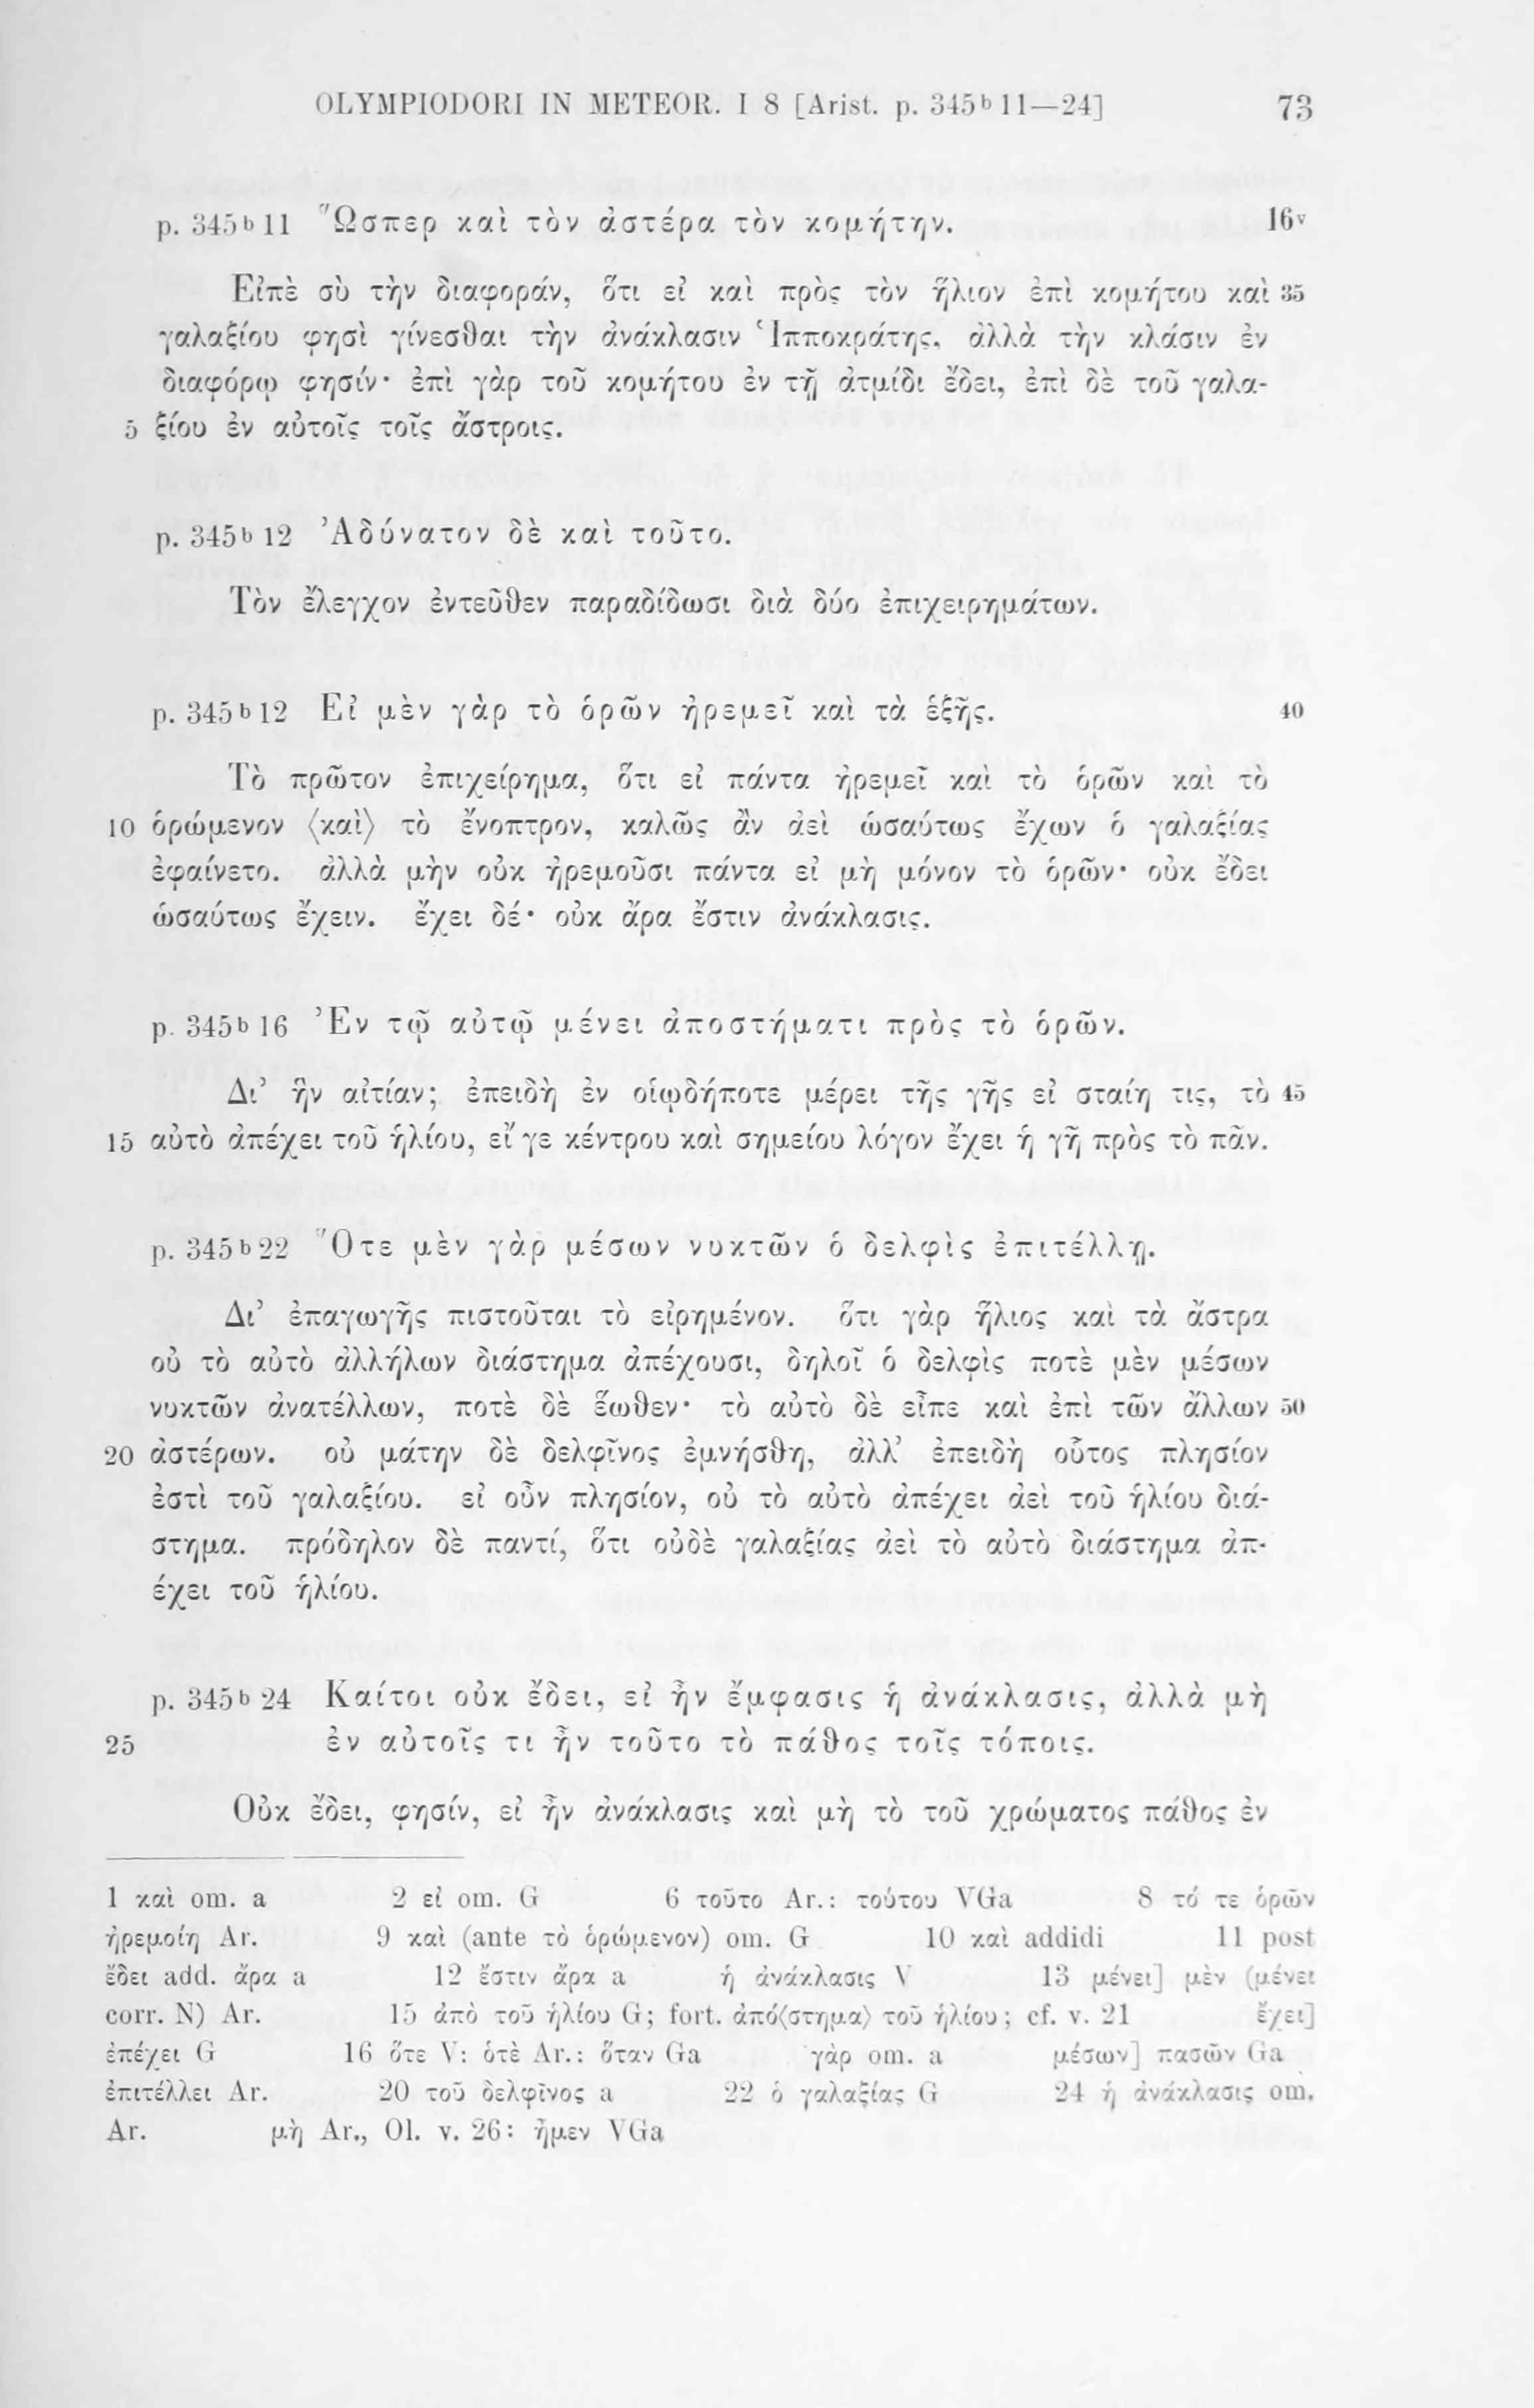 OLYMPIODORI IN METEOR. I 8 [Arist. p. 345ᵇ 11—24] 73
p. 345ᵇ 11 Ὥσπερ καὶ τὸν ἀστέρα τὸν κομήτην. 16ᵛ
Εἰπὲ σὺ τὴν διαφοράν, ὅτι εἰ καὶ πρὸς τὸν ἥλιον ἐπὶ κομήτου καὶ 35
γαλαξίου φησὶ γίνεσθαι τὴν ἀνάκλασιν Ἱπποκράτης, ἀλλὰ τὴν κλάσιν ἐν
διαφόρῳ φησίν· ἐπὶ γὰρ τοῦ κομήτου ἐν τῇ ἀτμίδι ἔδει, ἐπὶ δὲ τοῦ γαλα-
5 ξίου ἐν αὐτοῖς τοῖς ἄστροις.
p. 345ᵇ 12 Ἀδύνατον δὲ καὶ τοῦτο.
Τὸν ἔλεγχον ἐντεῦθεν παραδίδωσι διὰ δύο ἐπιχειρημάτων.
p. 345ᵇ 12 Εἰ μὲν γὰρ τὸ ὁρῶν ἠρεμεῖ καὶ τὰ ἑξῆς. 40
Τὸ πρῶτον ἐπιχείρημα, ὅτι εἰ πάντα ἠρεμεῖ καὶ τὸ ὁρῶν καὶ τὸ
10 ὁρώμενον ⟨καὶ⟩ τὸ ἔνοπτρον, καλῶς ἂν ἀεὶ ὡσαύτως ἔχων ὁ γαλαξίας
ἐφαίνετο. ἀλλὰ μὴν οὐκ ἠρεμοῦσι πάντα εἰ μὴ μόνον τὸ ὁρῶν· οὐκ ἔδει
ὡσαύτως ἔχειν. ἔχει δέ· οὐκ ἄρα ἔστιν ἀνάκλασις.
p. 345ᵇ 16 Ἐν τῷ αὐτῷ μένει ἀποστήματι πρὸς τὸ ὁρῶν.
Δι’ ἣν αἰτίαν; ἐπειδὴ ἐν οἱῳδήποτε μέρει τῆς γῆς εἰ σταίη τις, τὸ 45
15 αὐτὸ ἀπέχει τοῦ ἡλίου, εἴ γε κέντρου καὶ σημείου λόγον ἔχει ἡ γῆ πρὸς τὸ πᾶν.
p. 345ᵇ 22 Ὅτε μὲν γὰρ μέσων νυκτῶν ὁ δελφὶς ἐπιτέλλῃ.
Δι’ ἐπαγωγῆς πιστοῦται τὸ εἰρημένον. ὅτι γὰρ ἥλιος καὶ τὰ ἄστρα
οὐ τὸ αὐτὸ ἀλλήλων διάστημα ἀπέχουσι, δηλοῖ ὁ δελφὶς ποτὲ μὲν μέσων
νυκτῶν ἀνατέλλων, ποτὲ δὲ ἕωθεν· τὸ αὐτὸ δὲ εἶπε καὶ ἐπὶ τῶν ἄλλων 50
20 ἀστέρων. οὐ μάτην δὲ δελφῖνος ἐμνήσθη, ἀλλ’ ἐπειδὴ οὗτος πλησίον
ἐστὶ τοῦ γαλαξίου. εἰ οὖν πλησίον, οὐ τὸ αὐτὸ ἀπέχει ἀεὶ τοῦ ἡλίου διά-
στημα. πρόδηλον δὲ παντί, ὅτι οὐδὲ γαλαξίας ἀεὶ τὸ αὐτὸ διάστημα ἀπ-
έχει τοῦ ἡλίου.
p. 345ᵇ 24 Καίτοι οὐκ ἔδει, εἰ ἦν ἔμφασις ἡ ἀνάκλασις, ἀλλὰ μὴ
25 ἐν αὐτοῖς τι ἦν τοῦτο τὸ πάθος τοῖς τόποις.
Οὐκ ἔδει, φησίν, εἰ ἦν ἀνάκλασις καὶ μὴ τὸ τοῦ χρώματος πάθος ἐν
1 καὶ om. a 2 εἰ om. G 6 τοῦτο Ar.: τούτου VGa 8 τό τε ὁρῶν
ἠρεμοίη Ar. 9 καὶ (ante τὸ ὁρώμενον) om. G 10 καὶ addidi 11 post
ἔδει add. ἄρα a 12 ἔστιν ἄρα a ἡ ἀνάκλασις V 13 μένει] μὲν (μένει
corr. N) Ar. 15 ἀπὸ τοῦ ἡλίου G; fort. ἀπό⟨στημα⟩ τοῦ ἡλίου; cf. v. 21 ἔχει]
ἐπέχει G 16 ὅτε V: ὁτὲ Ar.: ὅταν Ga γὰρ om. a μέσων] πασῶν Ga
ἐπιτέλλει Ar. 20 τοῦ δελφῖνος a 22 ὁ γαλαξίας G 24 ἡ ἀνάκλασις om.
Ar. μὴ Ar., Ol. v. 26: ἦμεν VGa